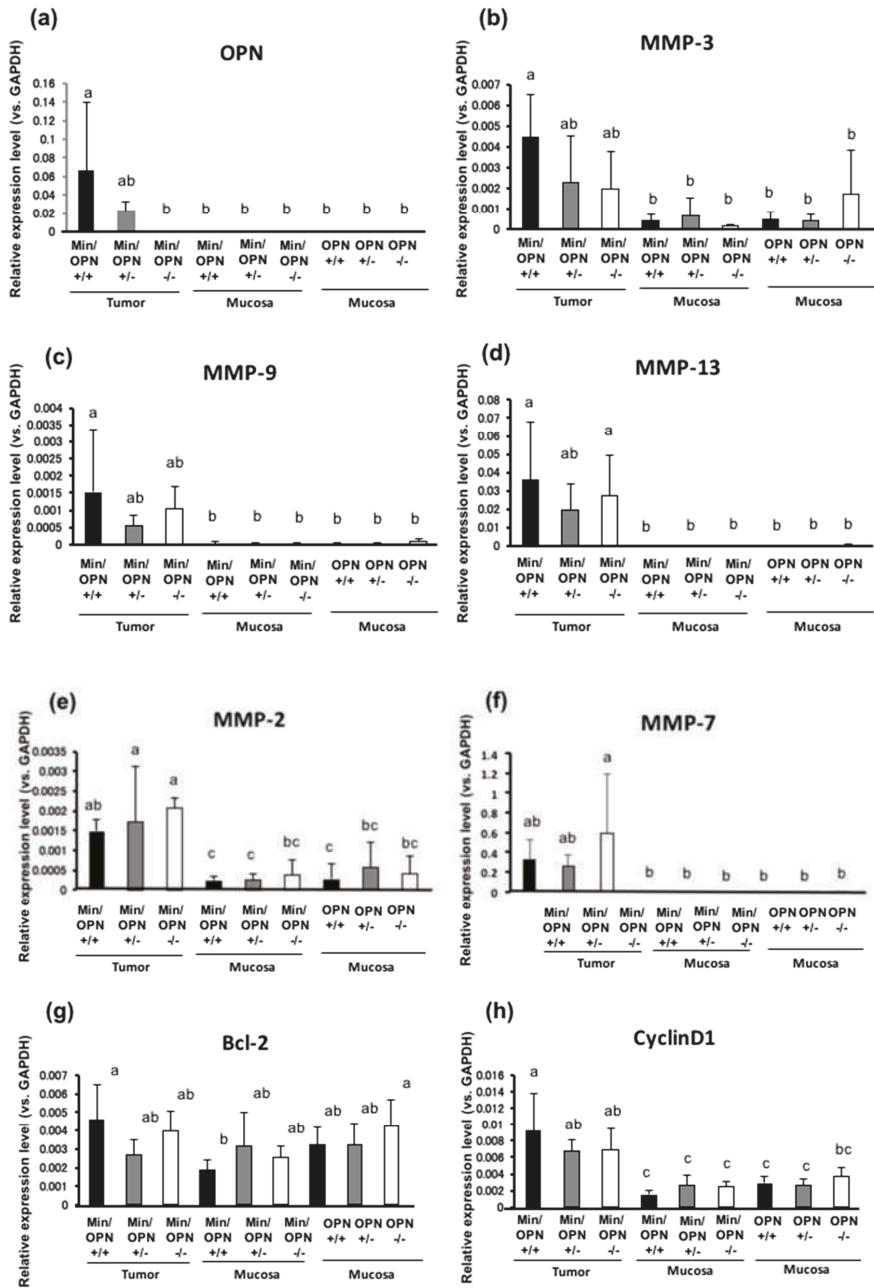 (a)
OPN
Relative expression level (vs. GAPDH)
0.16
0.14
0.12
0.1
0.08
0.06
0.04
0.02
0
a
ab
b
b
b
b
b
b
b
Min/ Min/ Min/ Min/ Min/ Min/ OPN OPN OPN
OPN OPN OPN OPN OPN OPN +/+ +/- -/-
+/+ +/- -/- +/+ +/- -/-
Tumor Mucosa Mucosa
(b)
MMP-3
Relative expression level (vs. GAPDH)
0.007
0.006
0.005
0.004
0.003
0.002
0.001
0
a
ab
ab
b
b
b
b
b
b
Min/ Min/ Min/ Min/ Min/ Min/ OPN OPN OPN
OPN OPN OPN OPN OPN OPN +/+ +/- -/-
+/+ +/- -/- +/+ +/- -/-
Tumor Mucosa Mucosa
(c)
MMP-9
Relative expression level (vs. GAPDH)
0.004
0.0035
0.003
0.0025
0.002
0.0015
0.001
0.0005
0
a
ab
ab
b
b
b
b
b
b
Min/ Min/ Min/ Min/ Min/ Min/ OPN OPN OPN
OPN OPN OPN OPN OPN OPN +/+ +/- -/-
+/+ +/- -/- +/+ +/- -/-
Tumor Mucosa Mucosa
(d)
MMP-13
Relative expression level (vs. GAPDH)
0.08
0.07
0.06
0.05
0.04
0.03
0.02
0.01
0
a
ab
a
b
b
b
b
b
b
Min/ Min/ Min/ Min/ Min/ Min/ OPN OPN OPN
OPN OPN OPN OPN OPN OPN +/+ +/- -/-
+/+ +/- -/- +/+ +/- -/-
Tumor Mucosa Mucosa
(e)
MMP-2
Relative expression level (vs. GAPDH)
0.0035
0.003
0.0025
0.002
0.0015
0.001
0.0005
0
ab
a
a
c
c
bc
c
bc
bc
Min/ Min/ Min/ Min/ Min/ Min/ OPN OPN OPN
OPN OPN OPN OPN OPN OPN +/+ +/- -/-
+/+ +/- -/- +/+ +/- -/-
Tumor Mucosa Mucosa
(f)
MMP-7
Relative expression level (vs. GAPDH)
1.4
1.2
1
0.8
0.6
0.4
0.2
0
ab
ab
a
b
b
b
b
b
b
Min/ Min/ Min/ Min/ Min/ Min/ OPN OPN OPN
OPN OPN OPN OPN OPN OPN +/+ +/- -/-
+/+ +/- -/- +/+ +/- -/-
Tumor Mucosa Mucosa
(g)
Bcl-2
Relative expression level (vs. GAPDH)
0.007
0.006
0.005
0.004
0.003
0.002
0.001
0
a
ab
ab
b
ab
ab
ab
ab
a
Min/ Min/ Min/ Min/ Min/ Min/ OPN OPN OPN
OPN OPN OPN OPN OPN OPN +/+ +/- -/-
+/+ +/- -/- +/+ +/- -/-
Tumor Mucosa Mucosa
(h)
CyclinD1
Relative expression level (vs. GAPDH)
0.016
0.014
0.012
0.01
0.008
0.006
0.004
0.002
0
a
ab
ab
c
c
c
c
c
bc
Min/ Min/ Min/ Min/ Min/ Min/ OPN OPN OPN
OPN OPN OPN OPN OPN OPN +/+ +/- -/-
+/+ +/- -/- +/+ +/- -/-
Tumor Mucosa Mucosa